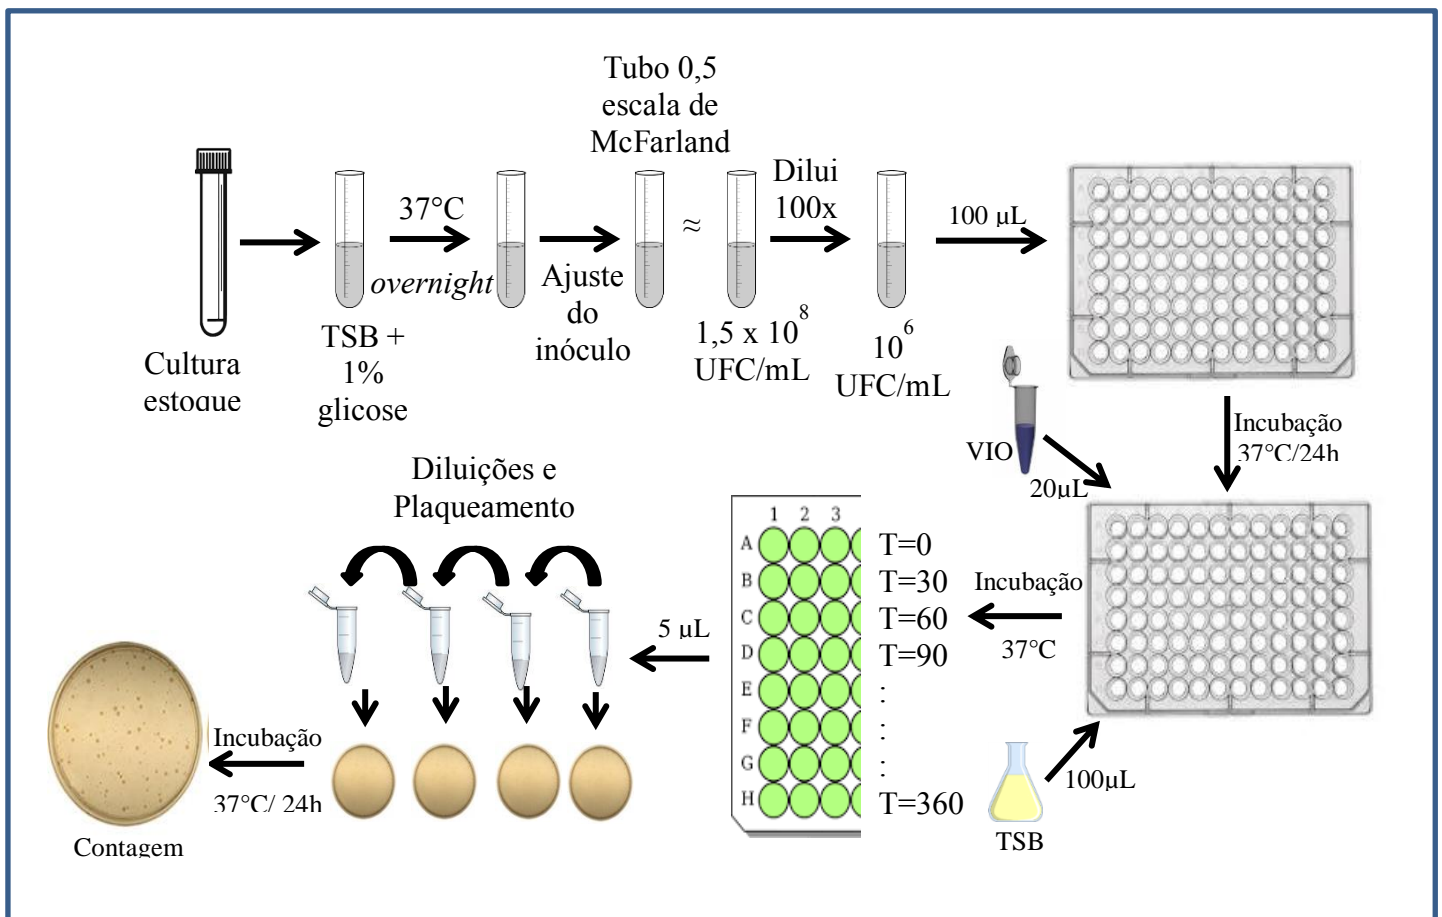 Tubo 0,5
escala de
McFarland
Cultura
estoque
TSB +
1%
glicose
37°C
overnight
Ajuste
do
inóculo
≈
1,5 x 10^8
UFC/mL
Dilui
100x
10^6
UFC/mL
100 µL
Incubação
37°C/24h
VIO
20µL
TSB
100µL
Incubação
37°C
1 2 3
A T=0
B T=30
C T=60
D T=90
E :
F :
G :
H T=360
5 µL
Diluições e
Plaqueamento
Incubação
37°C/ 24h
Contagem